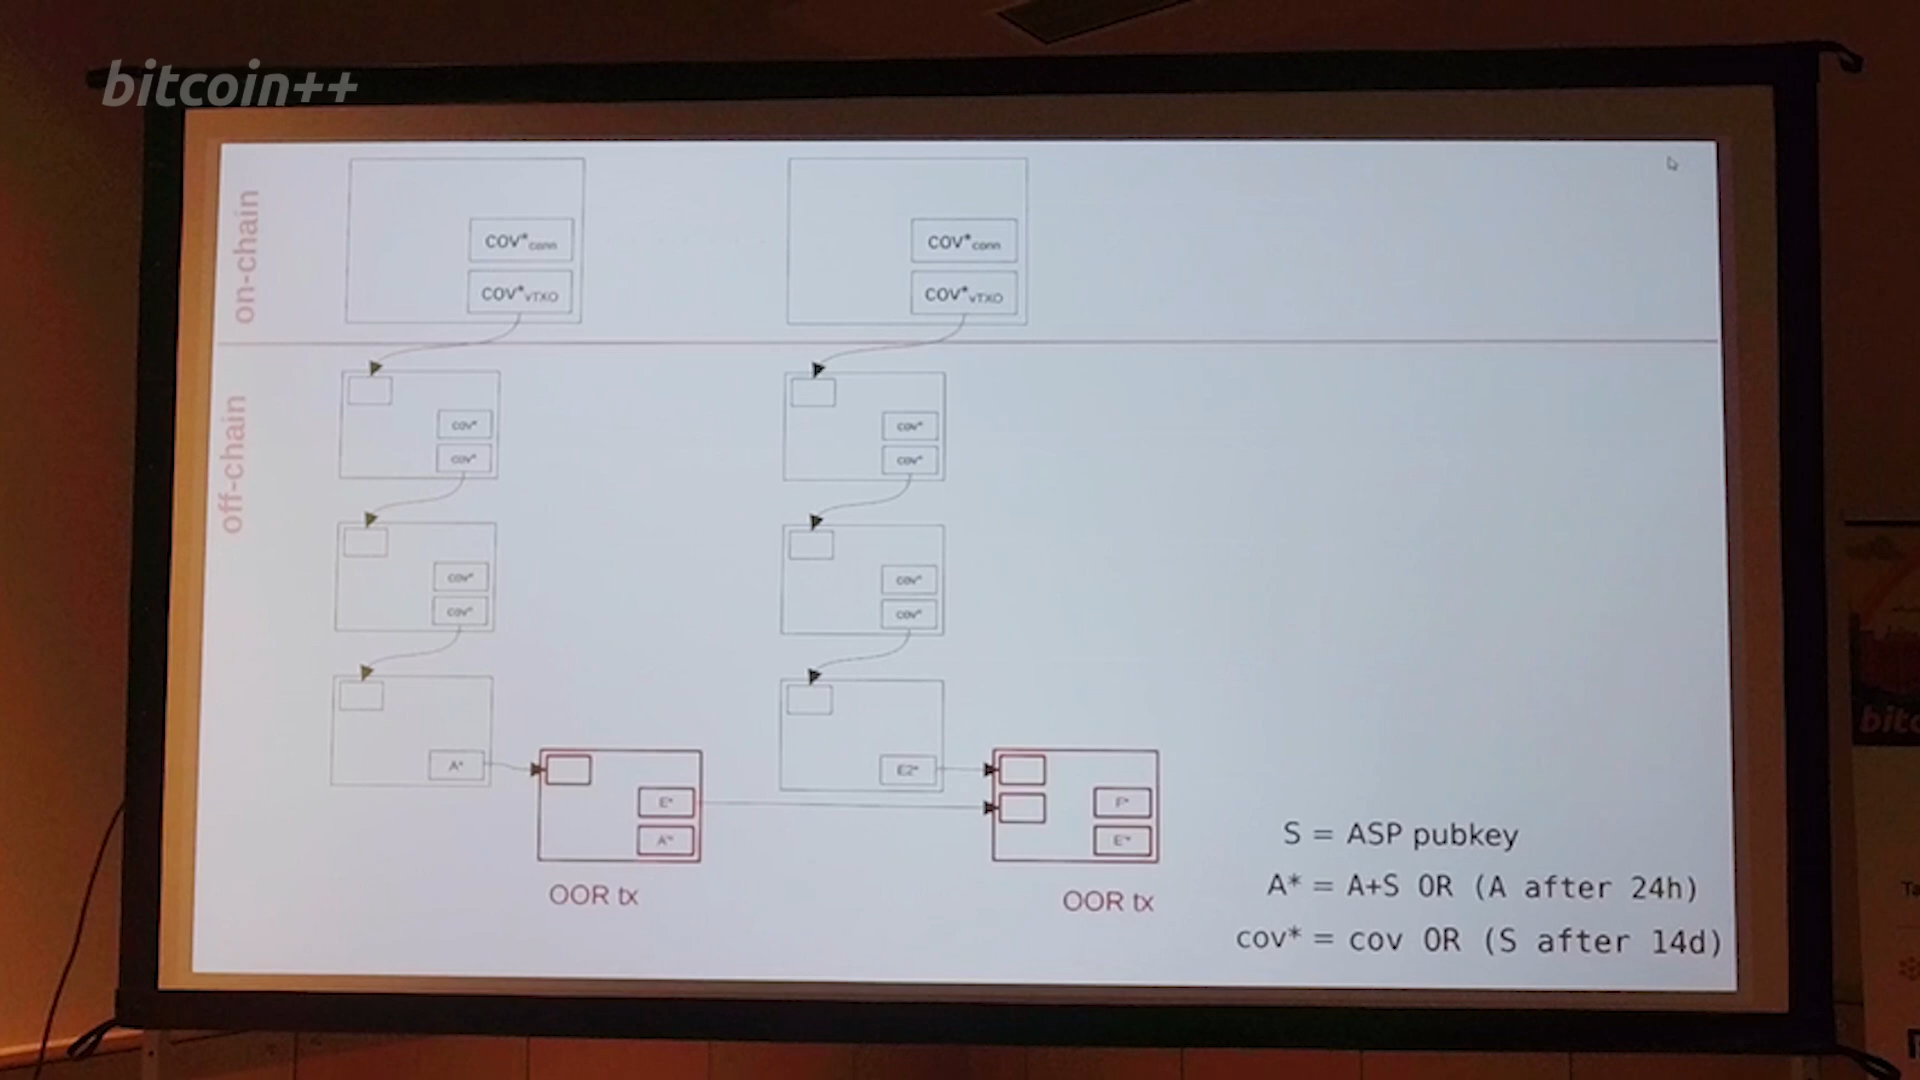 bitcoin++
on-chain
COV*conn
COV*vTXO
COV*conn
COV*vTXO
off-chain
cov*
cov*
cov*
cov*
cov*
cov*
cov*
cov*
A*
E*
A'*
OOR tx
E2*
F*
E'*
OOR tx
S = ASP pubkey
A* = A+S OR (A after 24h)
cov* = cov OR (S after 14d)
bitc